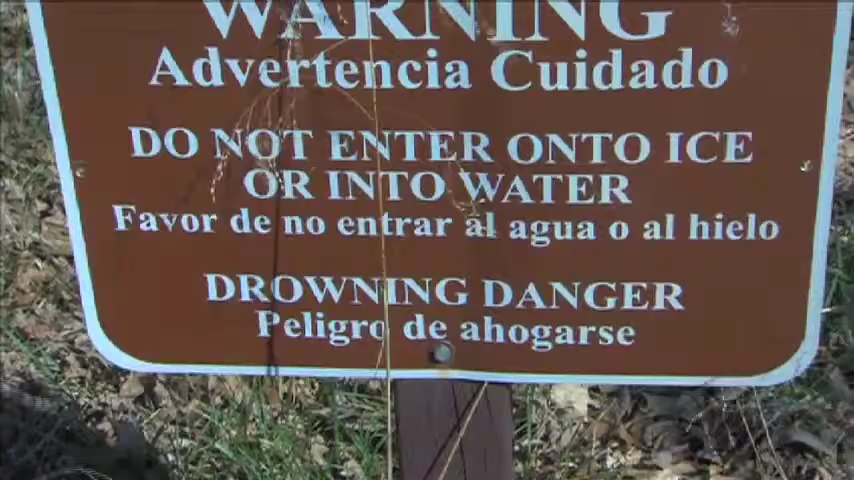 WARNING
Advertencia Cuidado
DO NOT ENTER ONTO ICE
OR INTO WATER
Favor de no entrar al agua o al hielo
DROWNING DANGER
Peligro de ahogarse